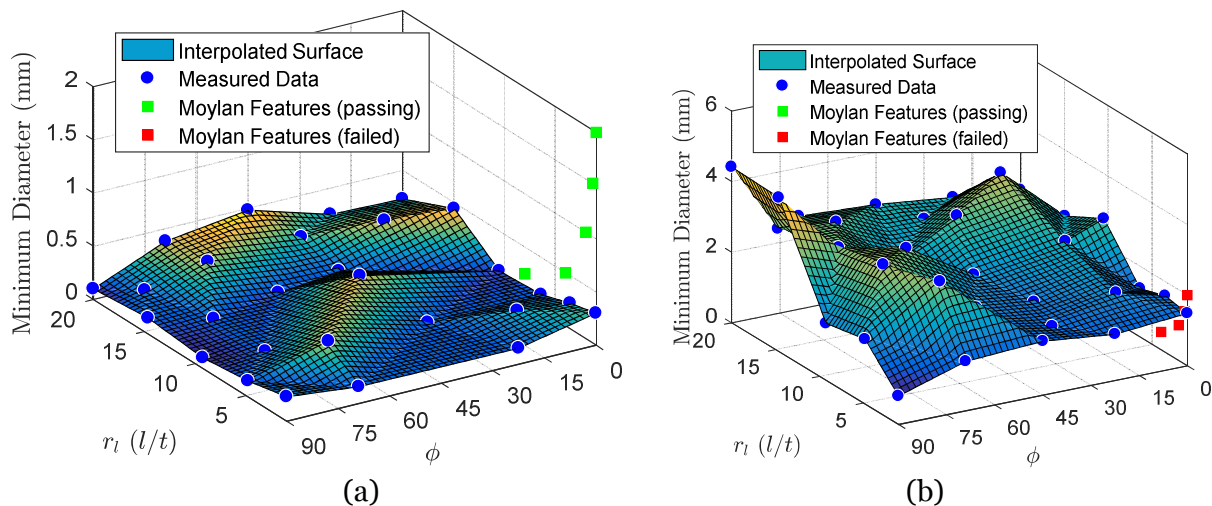 Interpolated Surface
Measured Data
Moylan Features (passing)
Moylan Features (failed)
Minimum Diameter (mm)
2
1.5
1
0.5
0
20
15
10
5
r_l (l/t)
90
75
60
45
30
15
0
ϕ
(a)
Interpolated Surface
Measured Data
Moylan Features (passing)
Moylan Features (failed)
Minimum Diameter (mm)
6
4
2
0
20
15
10
5
r_l (l/t)
90
75
60
45
30
15
0
ϕ
(b)